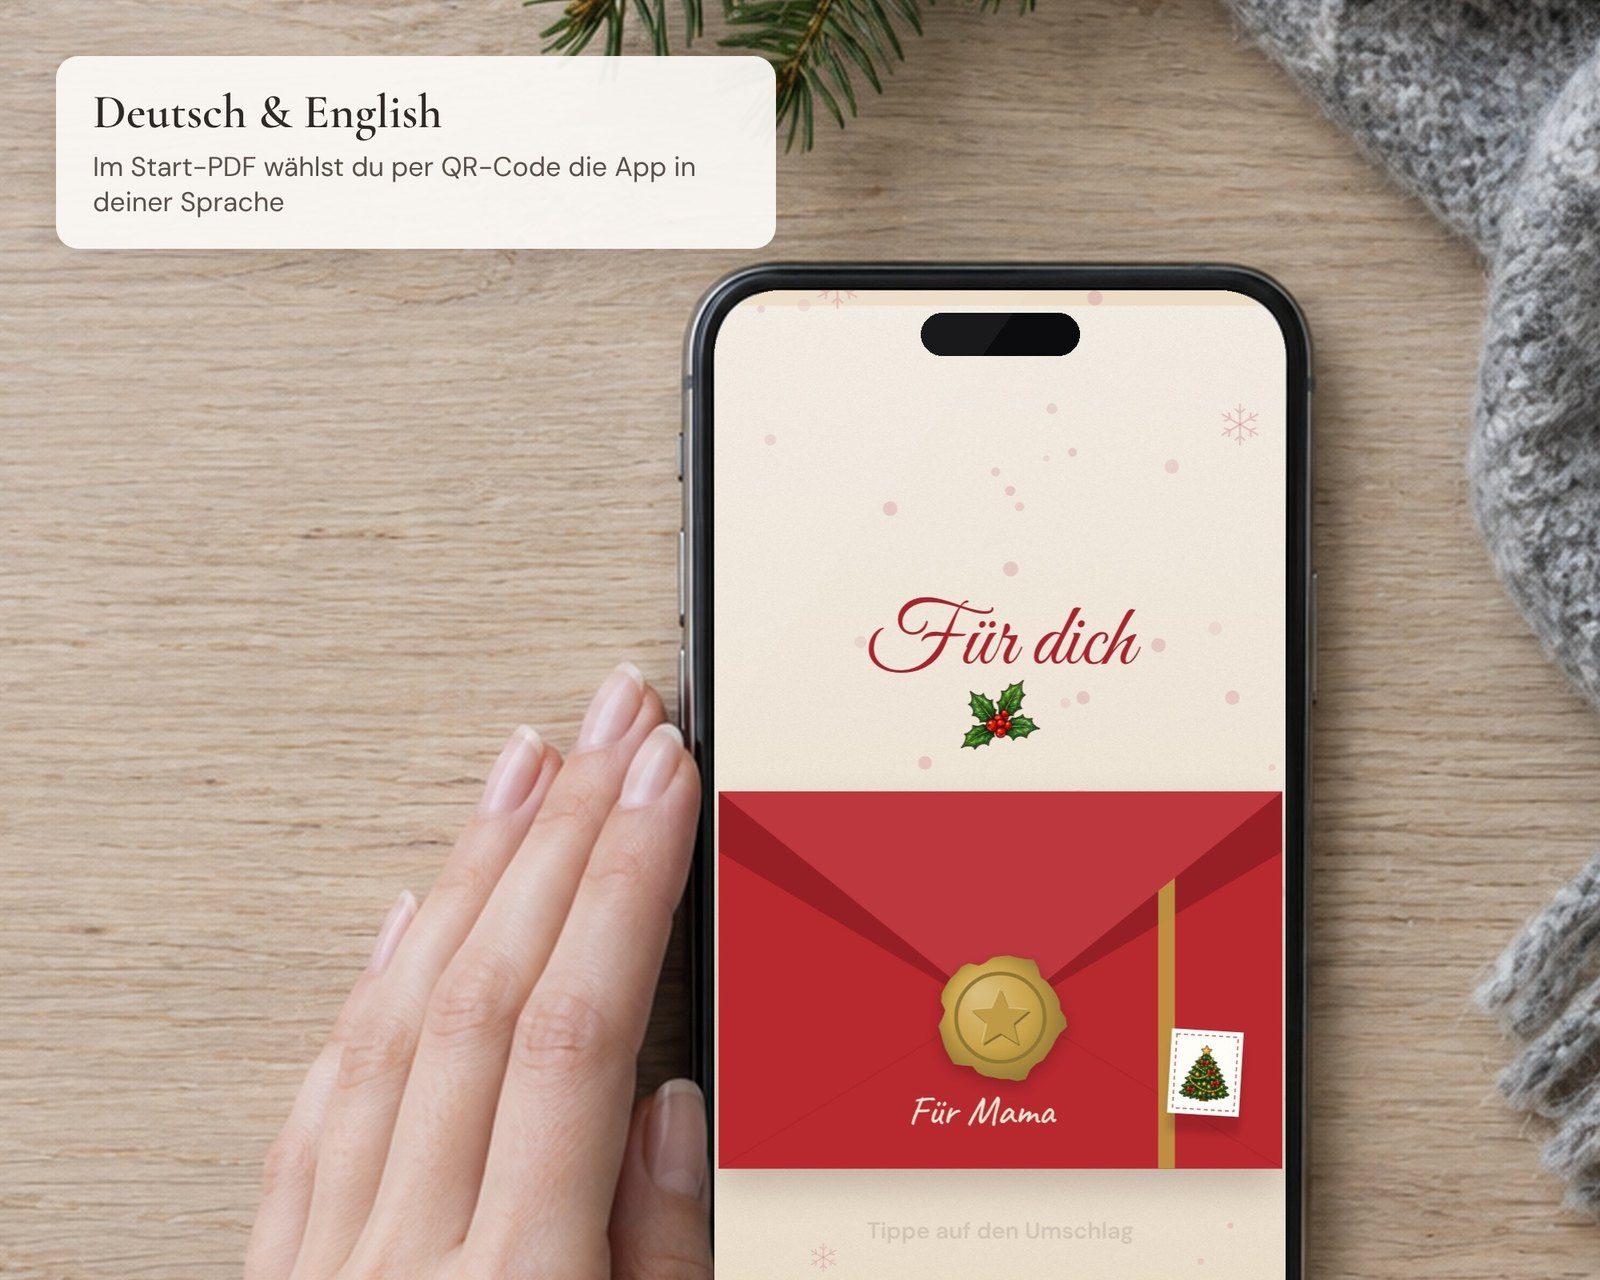 Deutsch & English
Im Start-PDF wählst du per QR-Code die App in
deiner Sprache
Für dich
Für Mama
Tippe auf den Umschlag